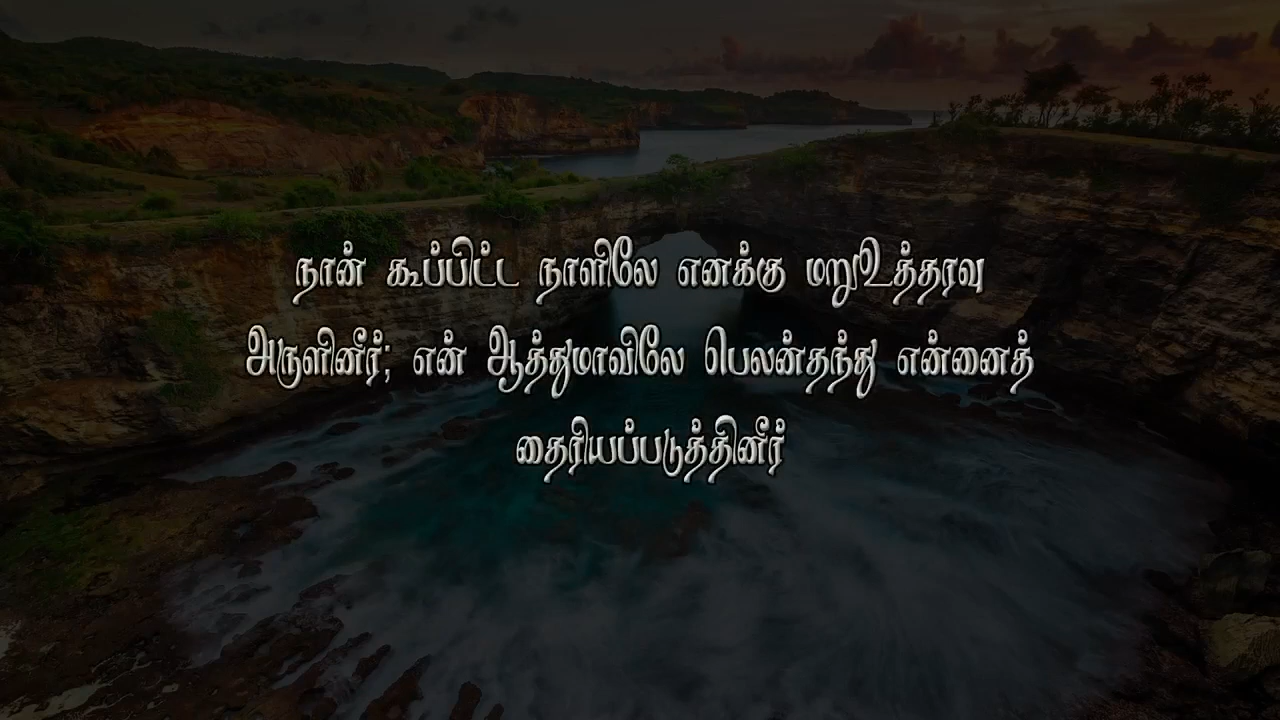 நான் கூப்பிட்ட நாளிலே எனக்கு மறுஉத்தரவு
அருளினீர்; என் ஆத்துமாவிலே பெலன்தந்து என்னைத்
தைரியப்படுத்தினீர்